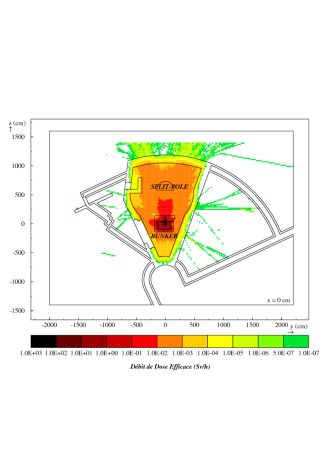 z (cm)
1500
1000
SPLIT-POLE
500
0
BUNKER
-500
-1000
x = 0 cm
-1500
-2000 -1500 -1000 -500 0 500 1000 1500 2000 y (cm)
1.0E+03 1.0E+02 1.0E+01 1.0E+00 1.0E-01 1.0E-02 1.0E-03 1.0E-04 1.0E-05 1.0E-06 5.0E-07 1.0E-07
Débit de Dose Efficace (Sv/h)